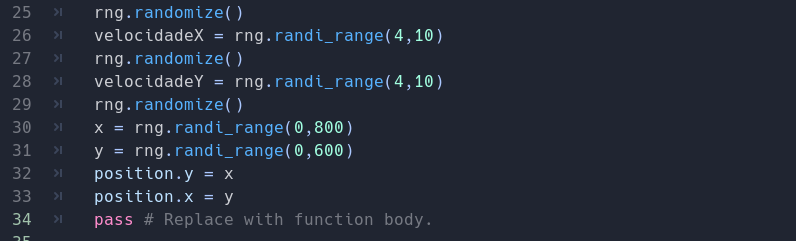 25 rng.randomize()
26 velocidadeX = rng.randi_range(4,10)
27 rng.randomize()
28 velocidadeY = rng.randi_range(4,10)
29 rng.randomize()
30 x = rng.randi_range(0,800)
31 y = rng.randi_range(0,600)
32 position.y = x
33 position.x = y
34 pass # Replace with function body.